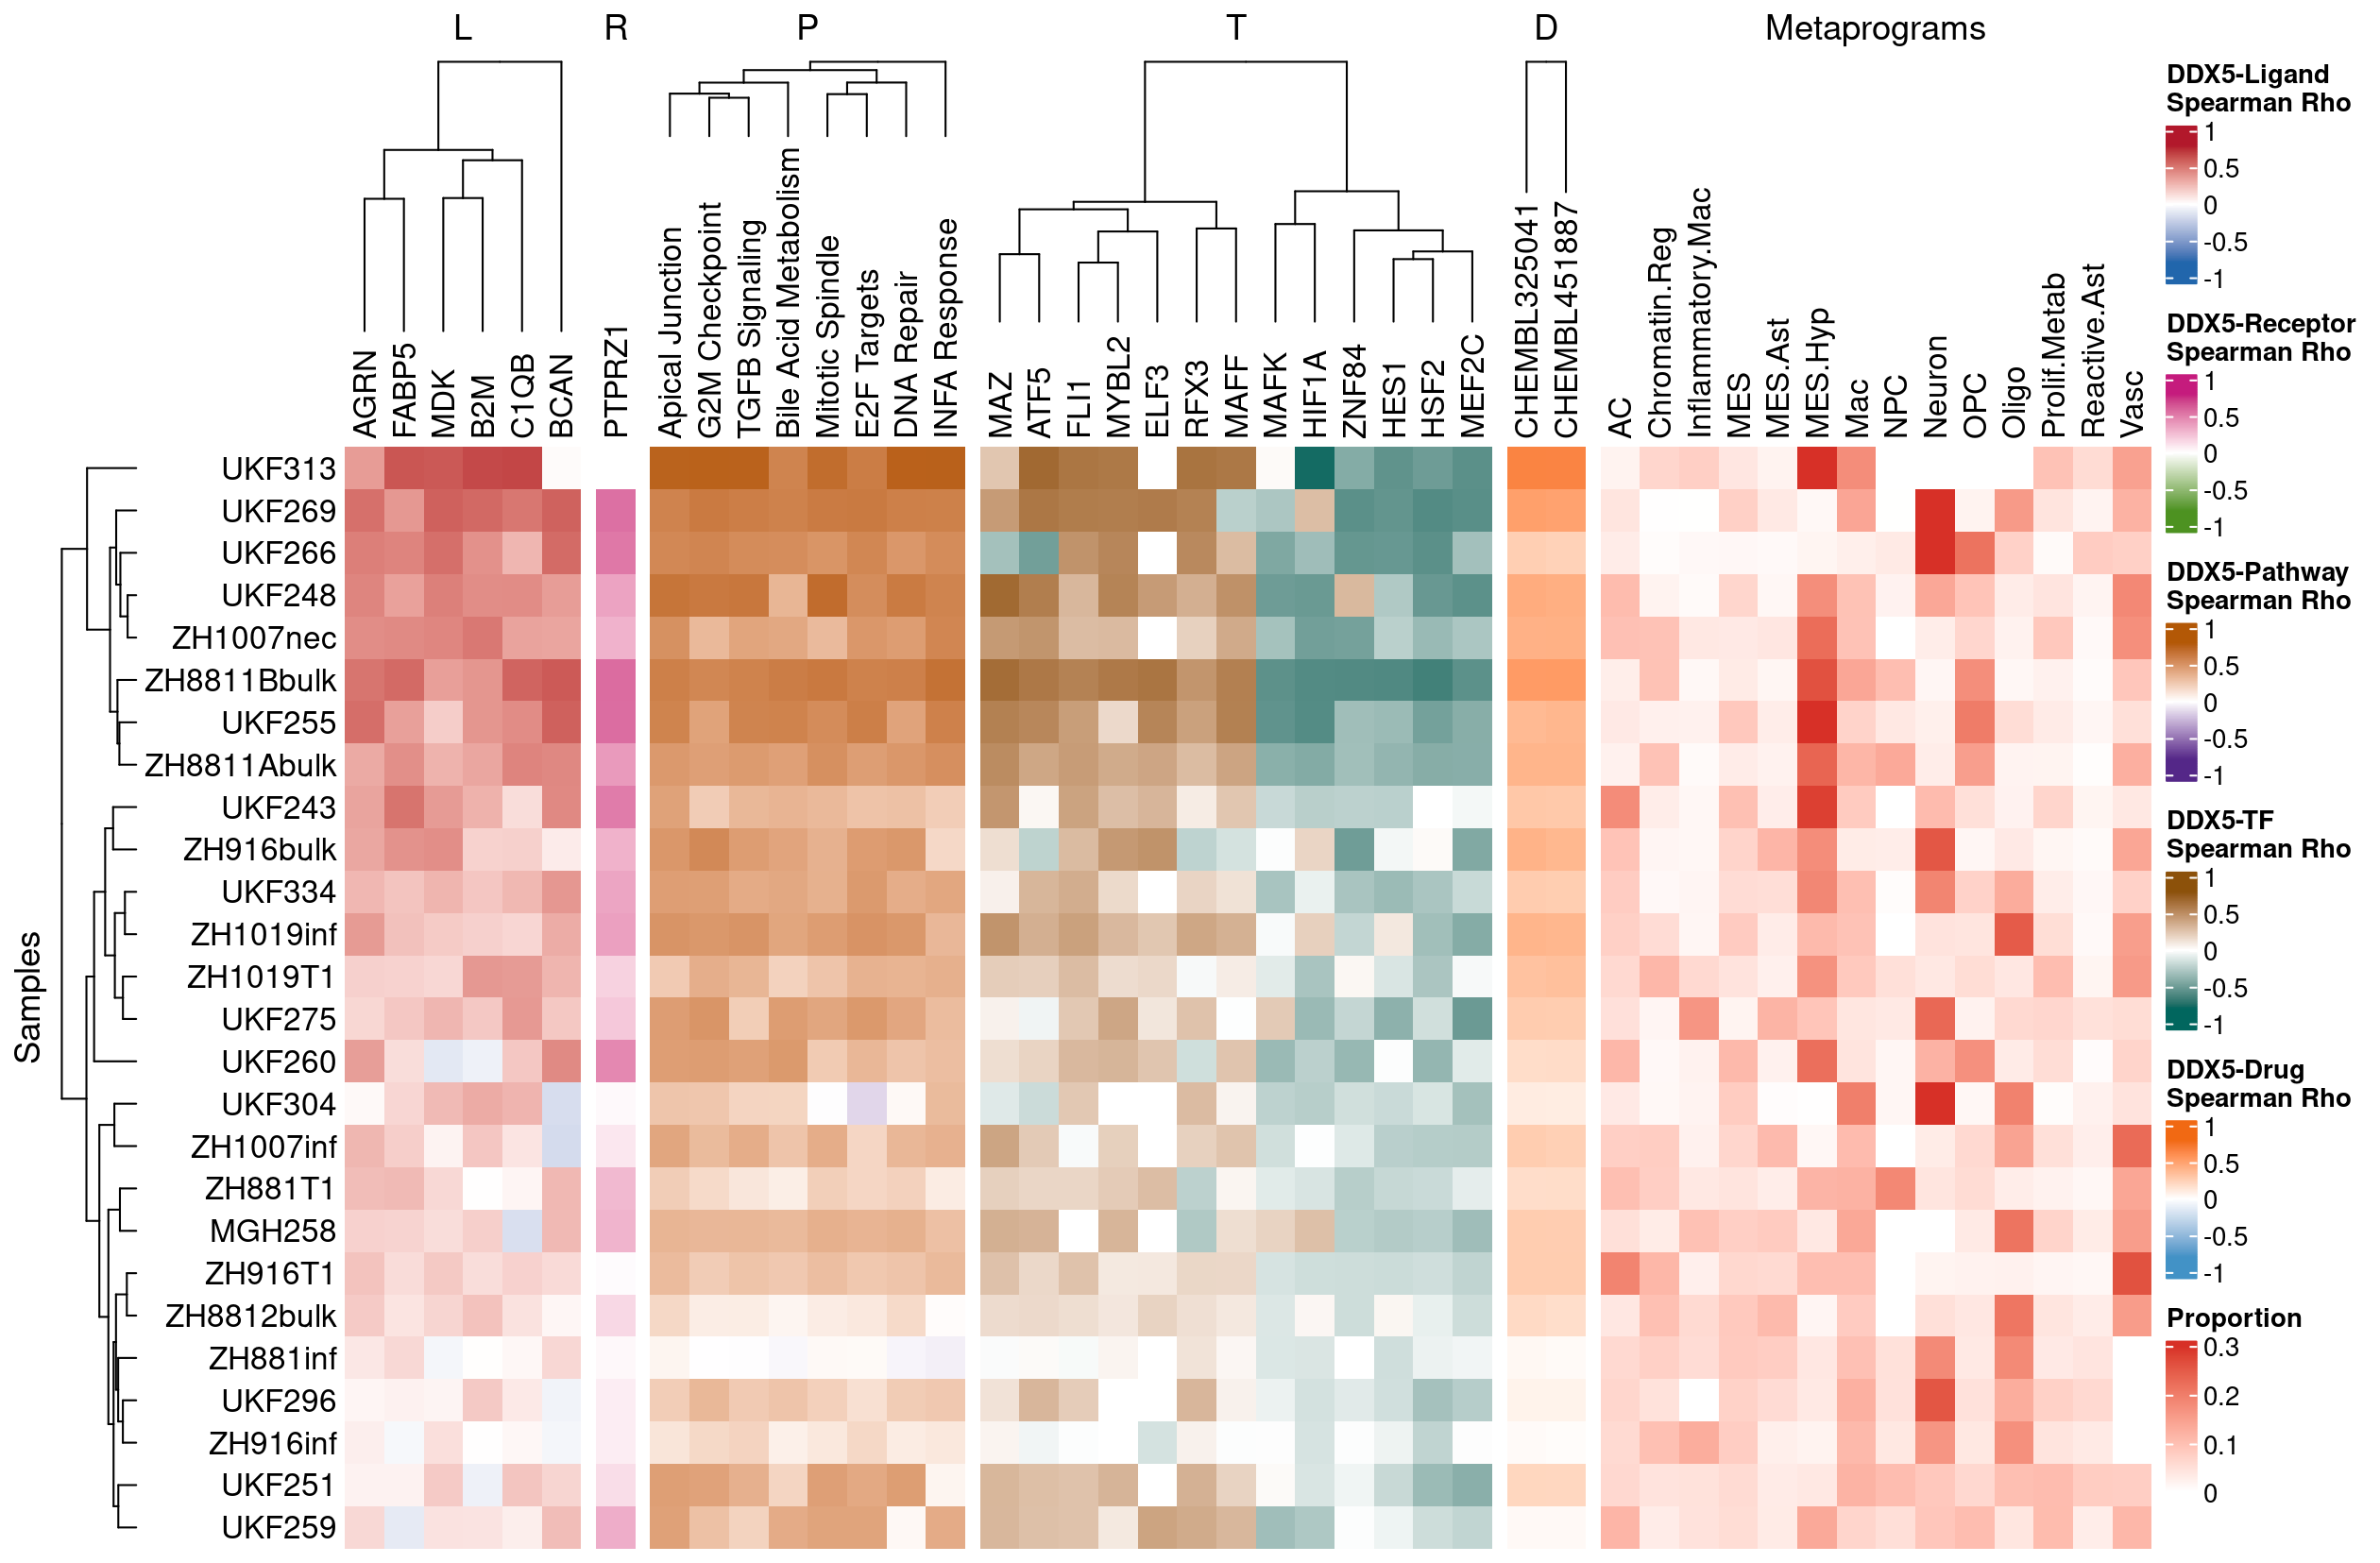 L R P T D Metaprograms
Apical Junction
G2M Checkpoint
TGFB Signaling
Bile Acid Metabolism
Mitotic Spindle
E2F Targets
DNA Repair
INFA Response
AGRN
FABP5
MDK
B2M
C1QB
BCAN
PTPRZ1
MAZ
ATF5
FLI1
MYBL2
ELF3
RFX3
MAFF
MAFK
HIF1A
ZNF84
HES1
HSF2
MEF2C
CHEMBL325041
CHEMBL451887
AC
Chromatin.Reg
Inflammatory.Mac
MES
MES.Ast
MES.Hyp
Mac
NPC
Neuron
OPC
Oligo
Prolif.Metab
Reactive.Ast
Vasc
Samples
UKF313
UKF269
UKF266
UKF248
ZH1007nec
ZH8811Bbulk
UKF255
ZH8811Abulk
UKF243
ZH916bulk
UKF334
ZH1019inf
ZH1019T1
UKF275
UKF260
UKF304
ZH1007inf
ZH881T1
MGH258
ZH916T1
ZH8812bulk
ZH881inf
UKF296
ZH916inf
UKF251
UKF259
DDX5-Ligand
Spearman Rho
1
0.5
0
-0.5
-1
DDX5-Receptor
Spearman Rho
1
0.5
0
-0.5
-1
DDX5-Pathway
Spearman Rho
1
0.5
0
-0.5
-1
DDX5-TF
Spearman Rho
1
0.5
0
-0.5
-1
DDX5-Drug
Spearman Rho
1
0.5
0
-0.5
-1
Proportion
0.3
0.2
0.1
0